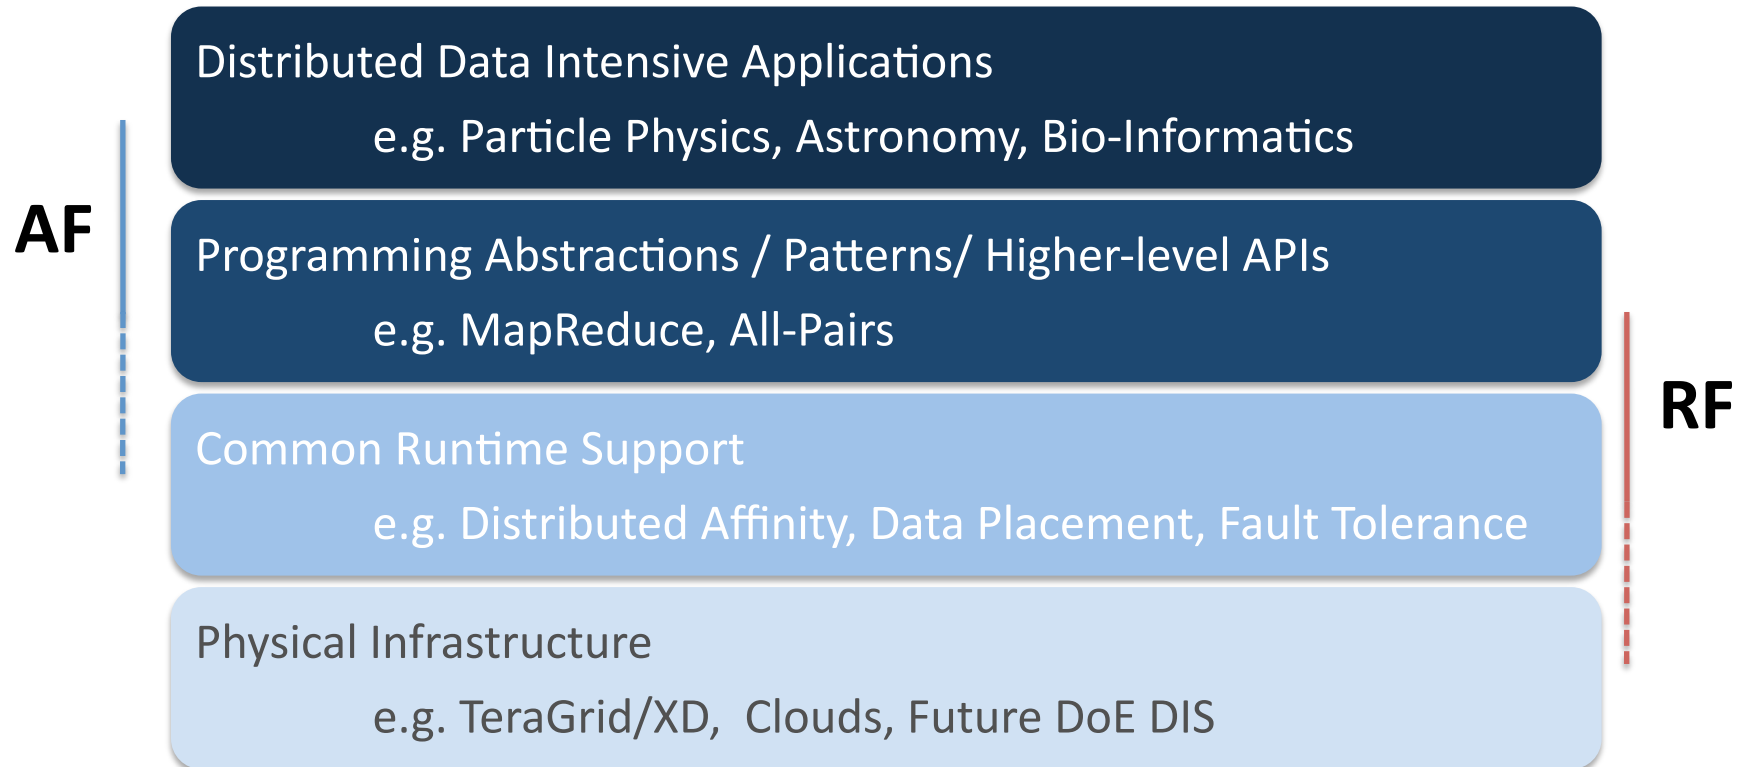 Distributed Data Intensive Applications
e.g. Particle Physics, Astronomy, Bio-Informatics
AF
Programming Abstractions / Patterns/ Higher-level APIs
e.g. MapReduce, All-Pairs
RF
Common Runtime Support
e.g. Distributed Affinity, Data Placement, Fault Tolerance
Physical Infrastructure
e.g. TeraGrid/XD, Clouds, Future DoE DIS